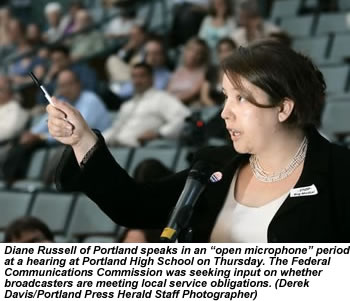 Diane Russell of Portland speaks in an “open microphone” period
at a hearing at Portland High School on Thursday. The Federal
Communications Commission was seeking input on whether
broadcasters are meeting local service obligations. (Derek
Davis/Portland Press Herald Staff Photographer)